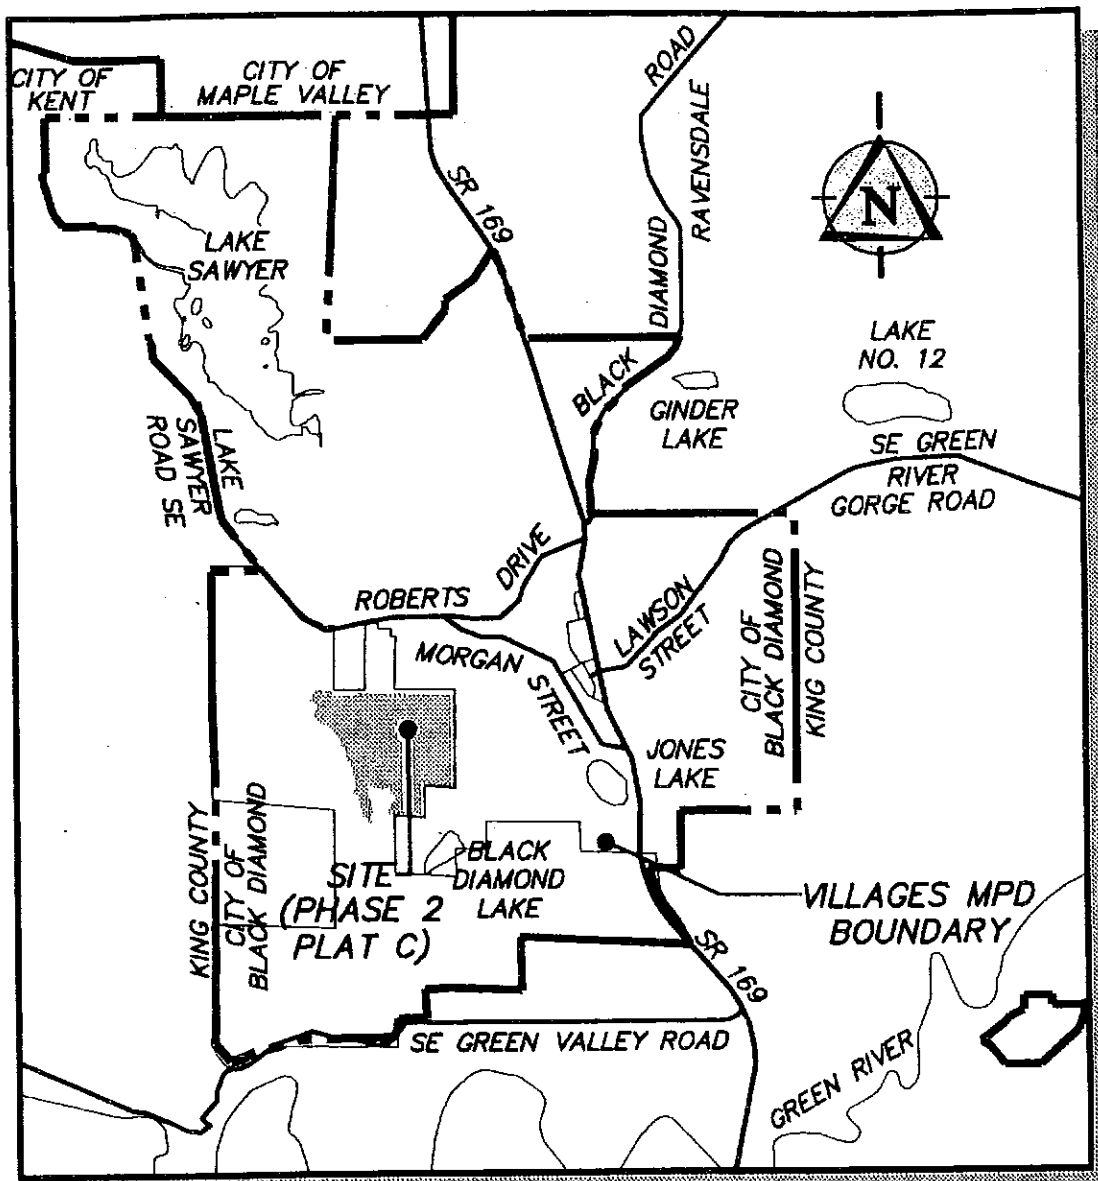 CITY OF
KENT
CITY OF
MAPLE VALLEY
ROAD
RAVENSDALE
DIAMOND
BLACK
SR 169
N
LAKE
SAWYER
LAKE
NO. 12
GINDER
LAKE
SE GREEN
RIVER
GORGE ROAD
LAKE
SAWYER
ROAD SE
DRIVE
ROBERTS
LAWSON
STREET
MORGAN
STREET
CITY OF
BLACK DIAMOND
KING COUNTY
JONES
LAKE
KING COUNTY
CITY OF
BLACK DIAMOND
SITE
(PHASE 2
PLAT C)
BLACK
DIAMOND
LAKE
VILLAGES MPD
BOUNDARY
SR 169
SE GREEN VALLEY ROAD
GREEN RIVER